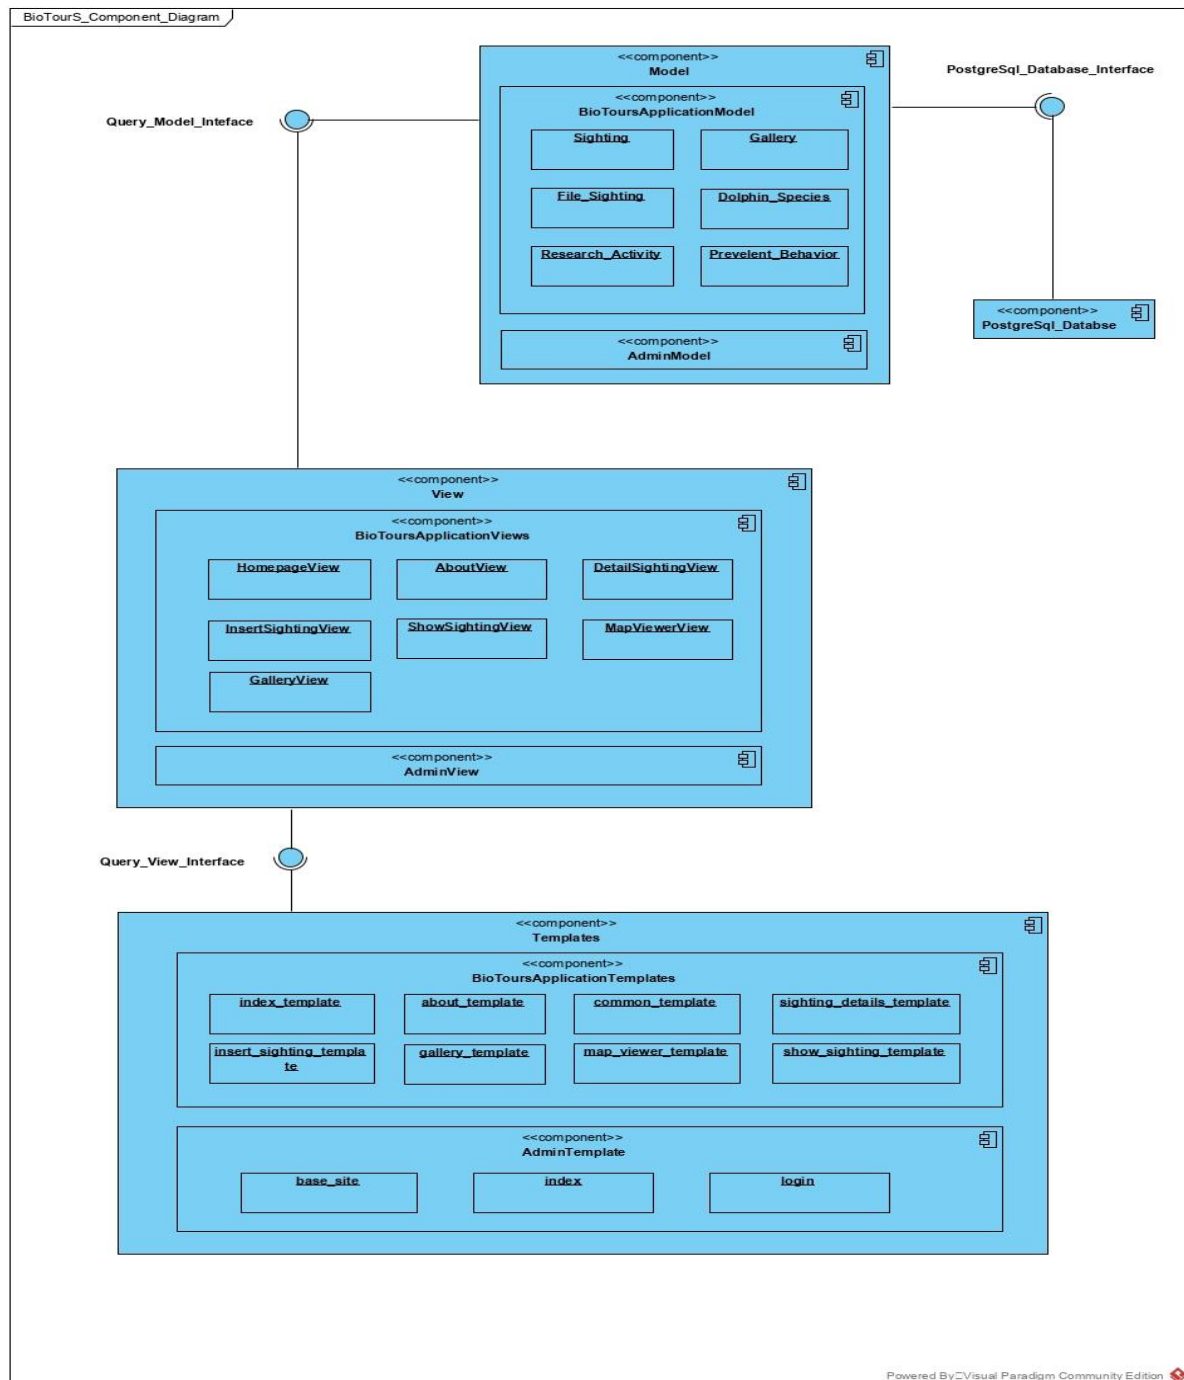 BioTourS_Component_Diagram
<<component>>
Model
PostgreSql_Database_Interface
<<component>>
BioToursApplicationModel
Query_Model_Inteface
Sighting
Gallery
File_Sighting
Dolphin_Species
Research_Activity
Prevelent_Behavior
<<component>>
PostgreSql_Databse
<<component>>
AdminModel
<<component>>
View
<<component>>
BioToursApplicationViews
HomepageView
AboutView
DetailSightingView
InsertSightingView
ShowSightingView
MapViewerView
GalleryView
<<component>>
AdminView
Query_View_Interface
<<component>>
Templates
<<component>>
BioToursApplicationTemplates
index_template
about_template
common_template
sighting_details_template
insert_sighting_templa
te
gallery_template
map_viewer_template
show_sighting_template
<<component>>
AdminTemplate
base_site
index
login
Powered By Visual Paradigm Community Edition